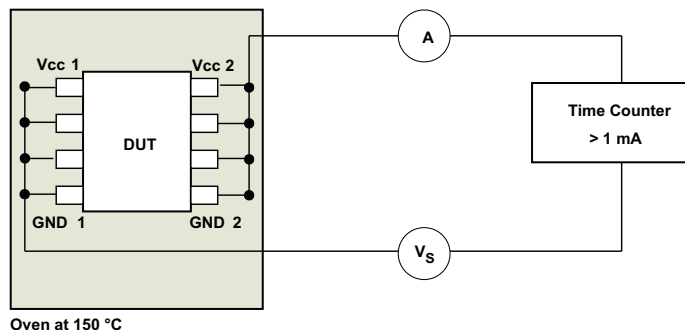 Vcc 1
Vcc 2
A
Time Counter
> 1 mA
DUT
GND 1
GND 2
VS
Oven at 150 °C